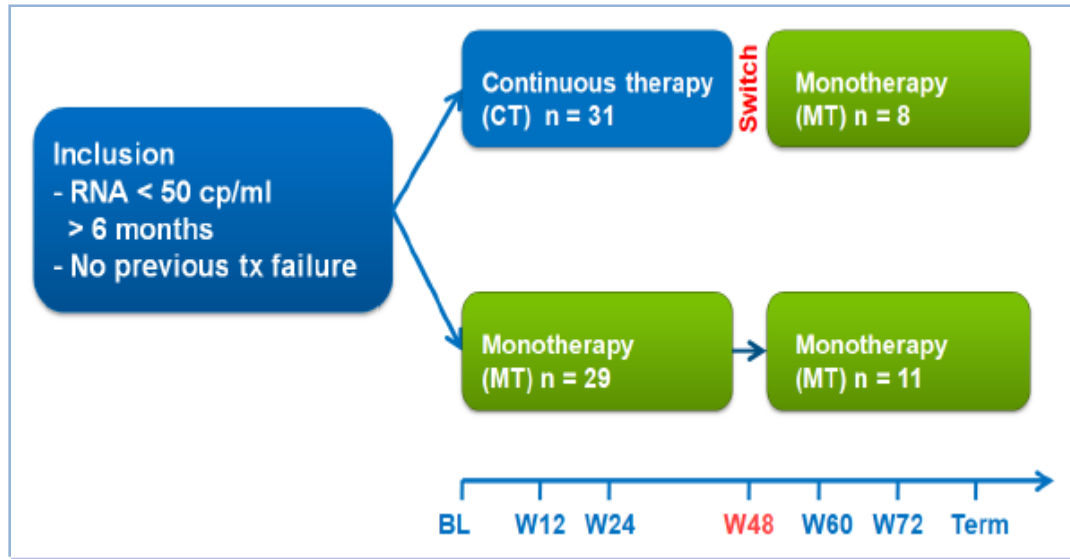 Inclusion
- RNA < 50 cp/ml
> 6 months
- No previous tx failure
Continuous therapy
(CT) n = 31
Switch
Monotherapy
(MT) n = 8
Monotherapy
(MT) n = 29
Monotherapy
(MT) n = 11
BL W12 W24 W48 W60 W72 Term